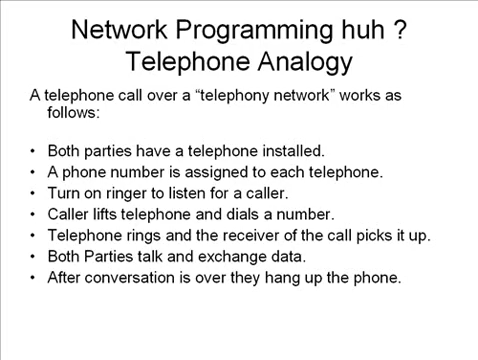 Network Programming huh ?
Telephone Analogy
A telephone call over a “telephony network” works as
follows:
• Both parties have a telephone installed.
• A phone number is assigned to each telephone.
• Turn on ringer to listen for a caller.
• Caller lifts telephone and dials a number.
• Telephone rings and the receiver of the call picks it up.
• Both Parties talk and exchange data.
• After conversation is over they hang up the phone.